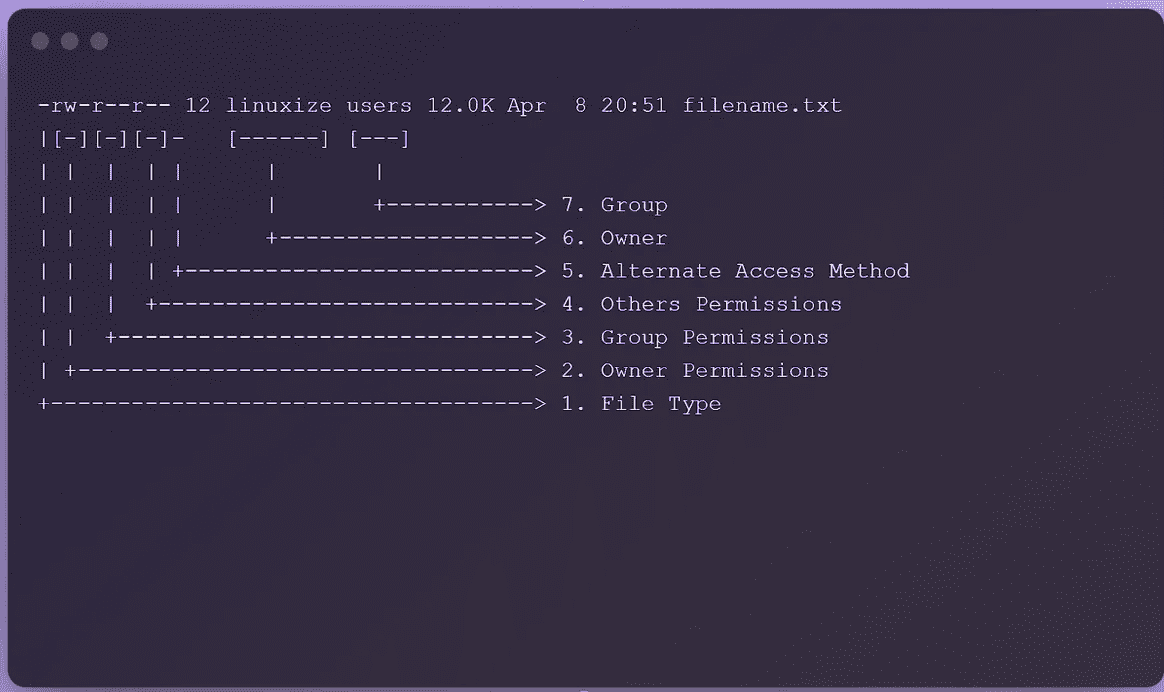 -rw-r--r-- 12 linuxize users 12.0K Apr  8 20:51 filename.txt
|[-][-][-]-   [------] [---]
| |  |  | |      |       |
| |  |  | |      |       +-----------> 7. Group
| |  |  | |      +-------------------> 6. Owner
| |  |  | +--------------------------> 5. Alternate Access Method
| |  |  +----------------------------> 4. Others Permissions
| |  +-------------------------------> 3. Group Permissions
| +----------------------------------> 2. Owner Permissions
+------------------------------------> 1. File Type